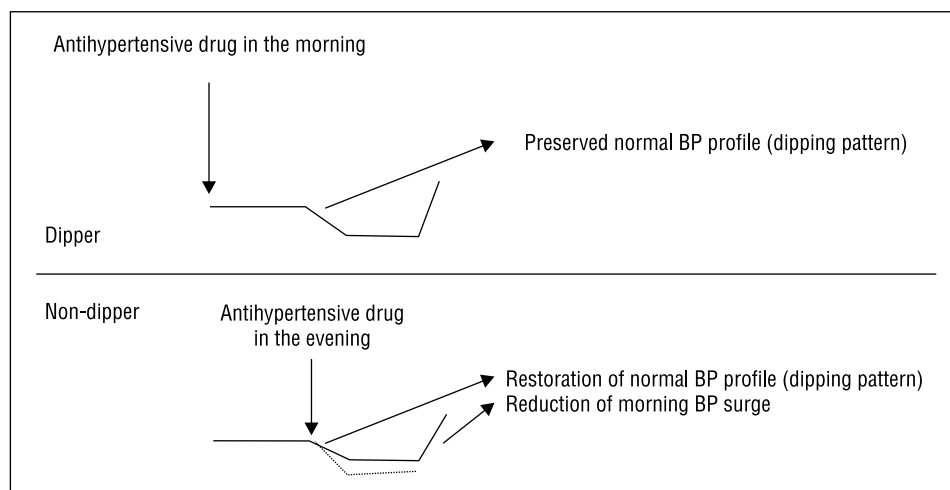 Antihypertensive drug in the morning
Preserved normal BP profile (dipping pattern)
Dipper
Non-dipper
Antihypertensive drug
in the evening
Restoration of normal BP profile (dipping pattern)
Reduction of morning BP surge